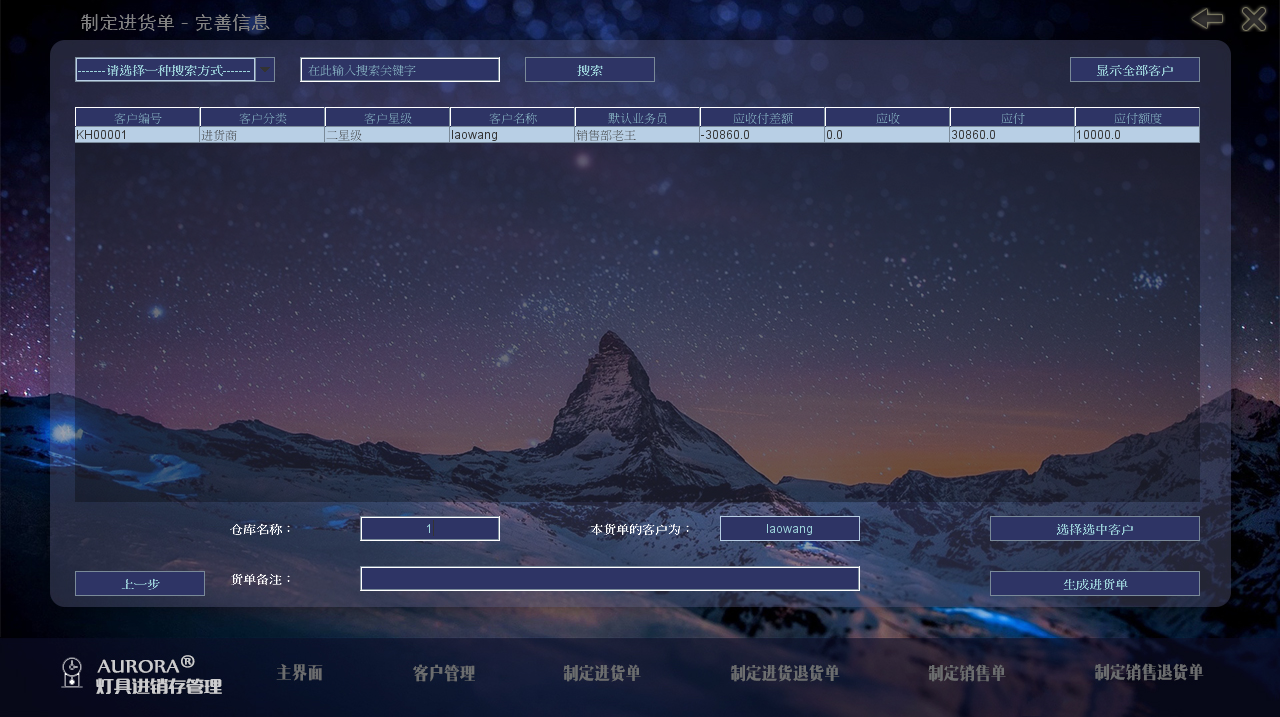 制定进货单 - 完善信息
-------请选择一种搜索方式-------
在此输入搜索关键字
搜索
显示全部客户
客户编号 客户分类 客户星级 客户名称 默认业务员 应收付差额 应收 应付 应付额度
KH00001 进货商 二星级 laowang 销售部老王 -30860.0 0.0 30860.0 10000.0
仓库名称：
1
本货单的客户为：
laowang
选择选中客户
上一步
货单备注：
生成进货单
AURORA®
灯具进销存管理
主界面
客户管理
制定进货单
制定进货退货单
制定销售单
制定销售退货单